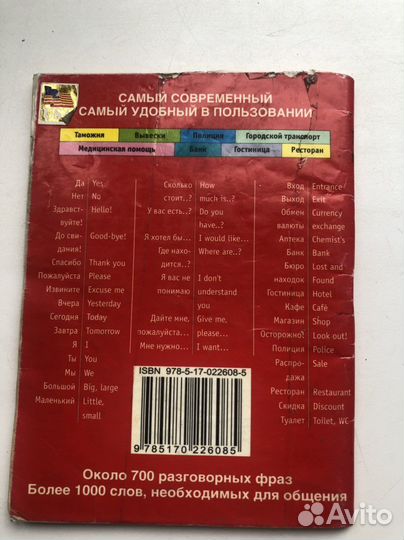 САМЫЙ СОВРЕМЕННЫЙ
САМЫЙ УДОБНЫЙ В ПОЛЬЗОВАНИИ
Таможня Вывески Полиция Городской транспорт
Медицинская помощь Банк Гостиница Ресторан
Да Yes
Нет No
Здравст- Hello!
вуйте!
До сви- Good-bye!
дания!
Спасибо Thank you
Пожалуйста Please
Извините Excuse me
Вчера Yesterday
Сегодня Today
Завтра Tomorrow
Я I
Ты You
Мы We
Большой Big, large
Маленький Little,
small
Сколько How
стоит..? much is..?
У вас есть..? Do you
have..?
Я хотел бы... I would like...
Где нахо- Where are..?
дится..?
Я вас не I don't
понимаю understand
you
Дайте мне, Give me,
пожалуйста... please...
Мне нужно... I want...
Вход Entrance
Выход Exit
Обмен Currency
валюты exchange
Аптека Chemist's
Банк Bank
Бюро Lost and
находок Found
Гостиница Hotel
Кафе Café
Магазин Shop
Осторожно! Look out!
Полиция Police
Распро- Sale
дажа
Ресторан Restaurant
Скидка Discount
Туалет Toilet, WC
ISBN 978-5-17-022608-5
9 785170 226085
Около 700 разговорных фраз
Более 1000 слов, необходимых для общения
Avito